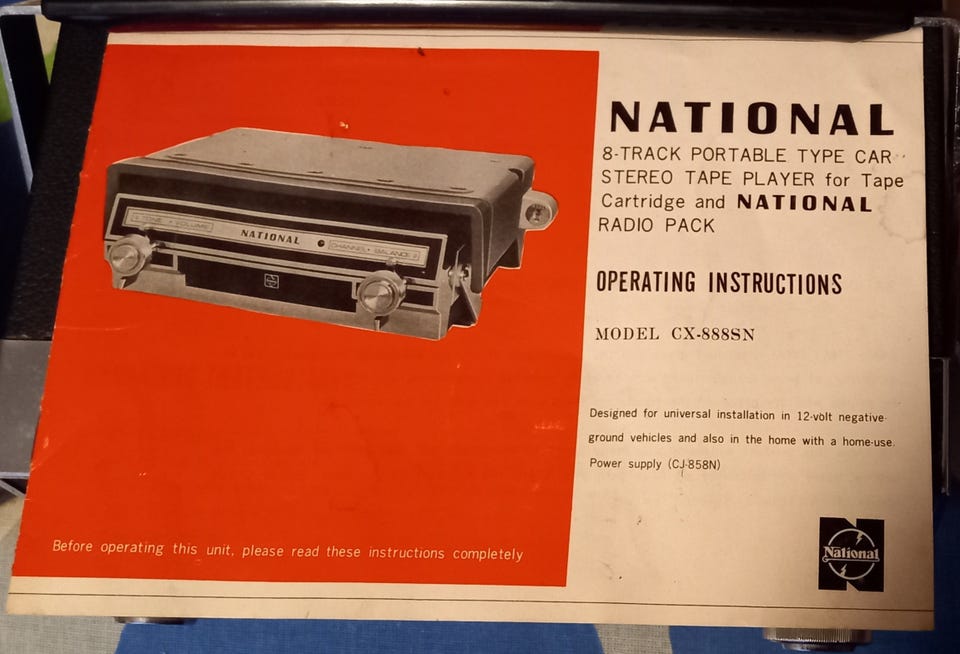 NATIONAL
8-TRACK PORTABLE TYPE CAR
STEREO TAPE PLAYER for Tape
Cartridge and NATIONAL
RADIO PACK
OPERATING INSTRUCTIONS
MODEL CX-888SN
Designed for universal installation in 12-volt negative-
ground vehicles and also in the home with a home-use.
Power supply (CJ-858N)
National
TONE • VOLUME
NATIONAL
CHANNEL • BALANCE
Before operating this unit, please read these instructions completely